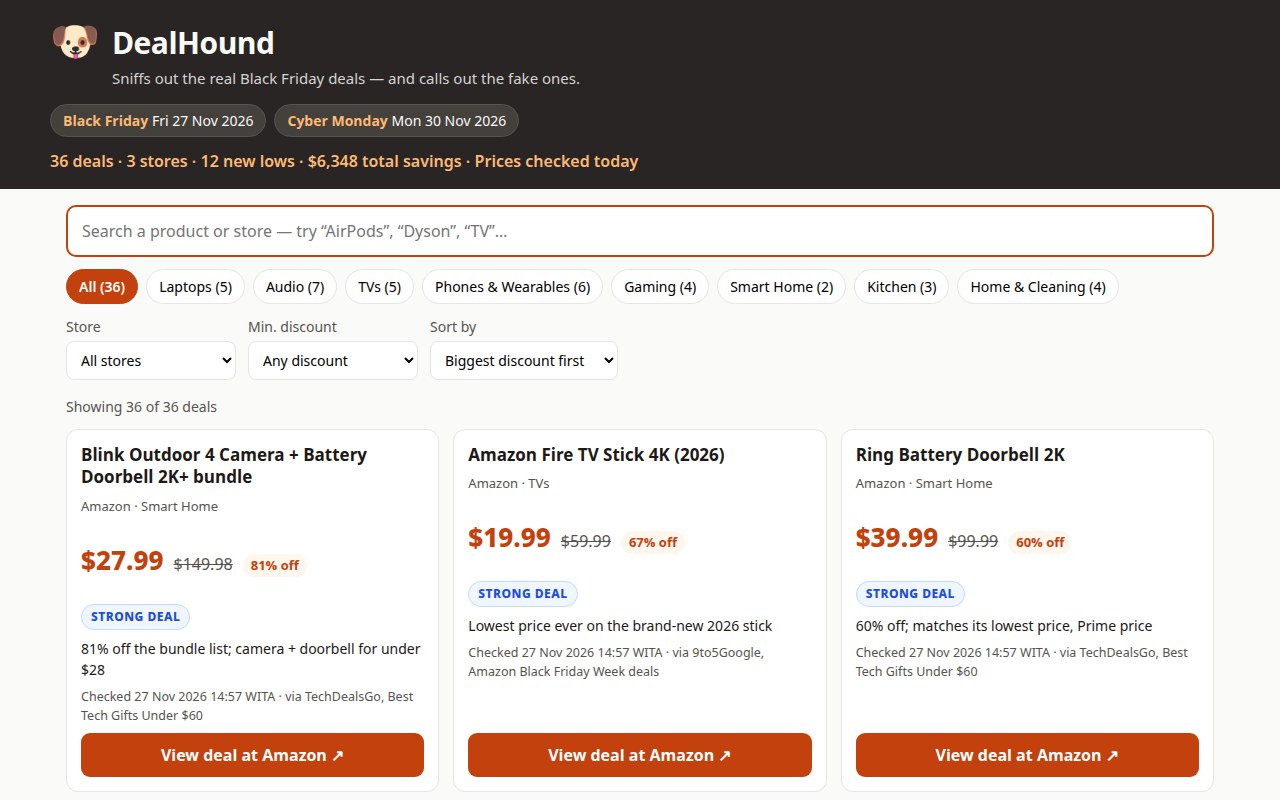 DealHound
Sniffs out the real Black Friday deals — and calls out the fake ones.
Black Friday Fri 27 Nov 2026
Cyber Monday Mon 30 Nov 2026
36 deals · 3 stores · 12 new lows · $6,348 total savings · Prices checked today
Search a product or store — try “AirPods”, “Dyson”, “TV”…
All (36)
Laptops (5)
Audio (7)
TVs (5)
Phones & Wearables (6)
Gaming (4)
Smart Home (2)
Kitchen (3)
Home & Cleaning (4)
Store
Min. discount
Sort by
All stores
Any discount
Biggest discount first
Showing 36 of 36 deals
Blink Outdoor 4 Camera + Battery
Doorbell 2K+ bundle
Amazon · Smart Home
$27.99 $149.98 81% off
STRONG DEAL
81% off the bundle list; camera + doorbell for under
$28
Checked 27 Nov 2026 14:57 WITA · via TechDealsGo, Best
Tech Gifts Under $60
View deal at Amazon ↗
Amazon Fire TV Stick 4K (2026)
Amazon · TVs
$19.99 $59.99 67% off
STRONG DEAL
Lowest price ever on the brand-new 2026 stick
Checked 27 Nov 2026 14:57 WITA · via 9to5Google,
Amazon Black Friday Week deals
View deal at Amazon ↗
Ring Battery Doorbell 2K
Amazon · Smart Home
$39.99 $99.99 60% off
STRONG DEAL
60% off; matches its lowest price, Prime price
Checked 27 Nov 2026 14:57 WITA · via TechDealsGo, Best
Tech Gifts Under $60
View deal at Amazon ↗